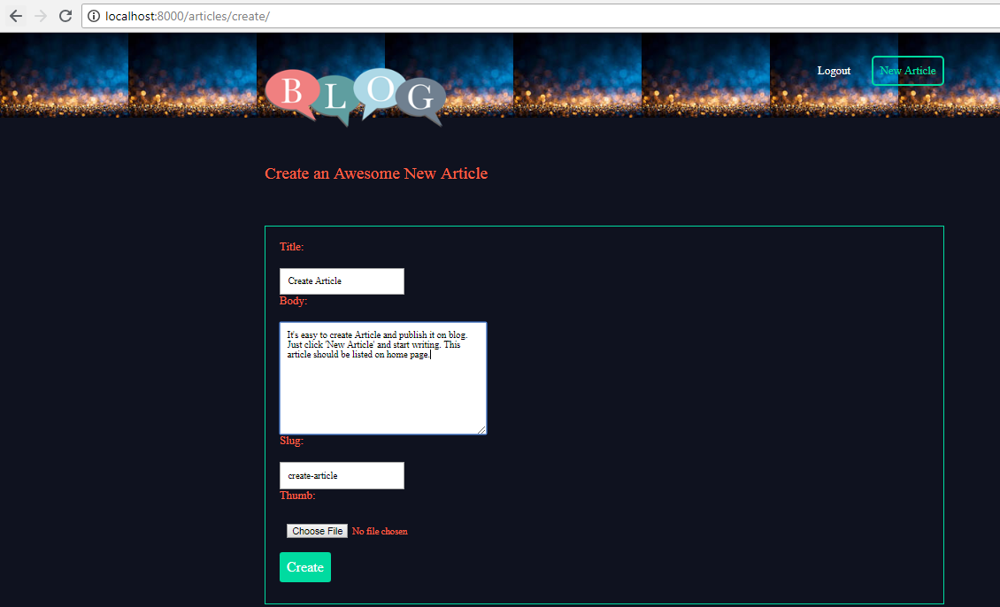 localhost:8000/articles/create/
BLOG
Logout New Article
Create an Awesome New Article
Title:
Create Article
Body:
It's easy to create Article and publish it on blog.
Just click 'New Article' and start writing. This
article should be listed on home page.
Slug:
create-article
Thumb:
Choose File No file chosen
Create